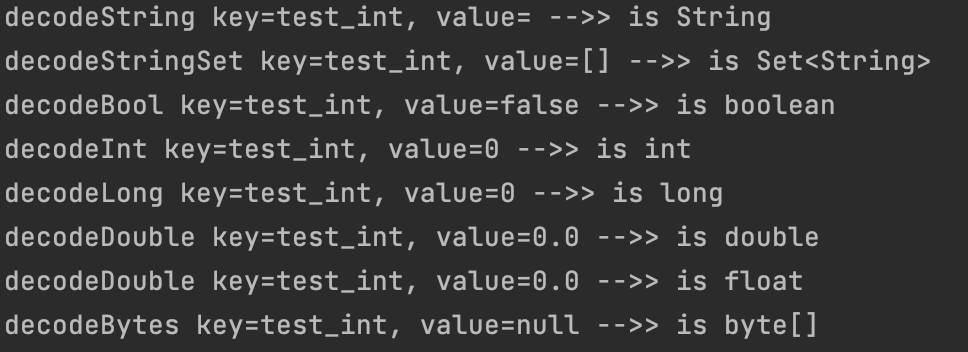 decodeString key=test_int, value= -->> is String
decodeStringSet key=test_int, value=[] -->> is Set<String>
decodeBool key=test_int, value=false -->> is boolean
decodeInt key=test_int, value=0 -->> is int
decodeLong key=test_int, value=0 -->> is long
decodeDouble key=test_int, value=0.0 -->> is double
decodeDouble key=test_int, value=0.0 -->> is float
decodeBytes key=test_int, value=null -->> is byte[]